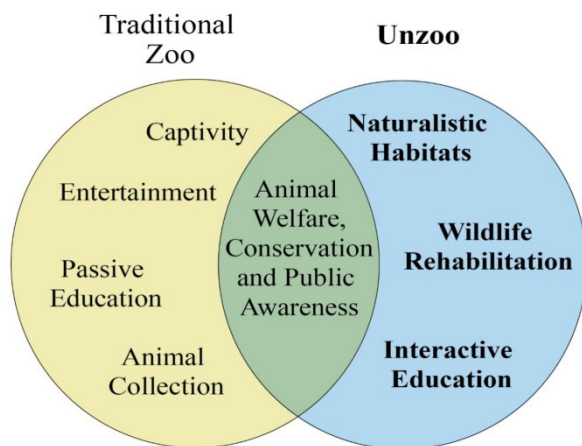 Traditional
Zoo
Unzoo
Captivity
Entertainment
Passive
Education
Animal
Collection
Animal
Welfare,
Conservation
and Public
Awareness
Naturalistic
Habitats
Wildlife
Rehabilitation
Interactive
Education